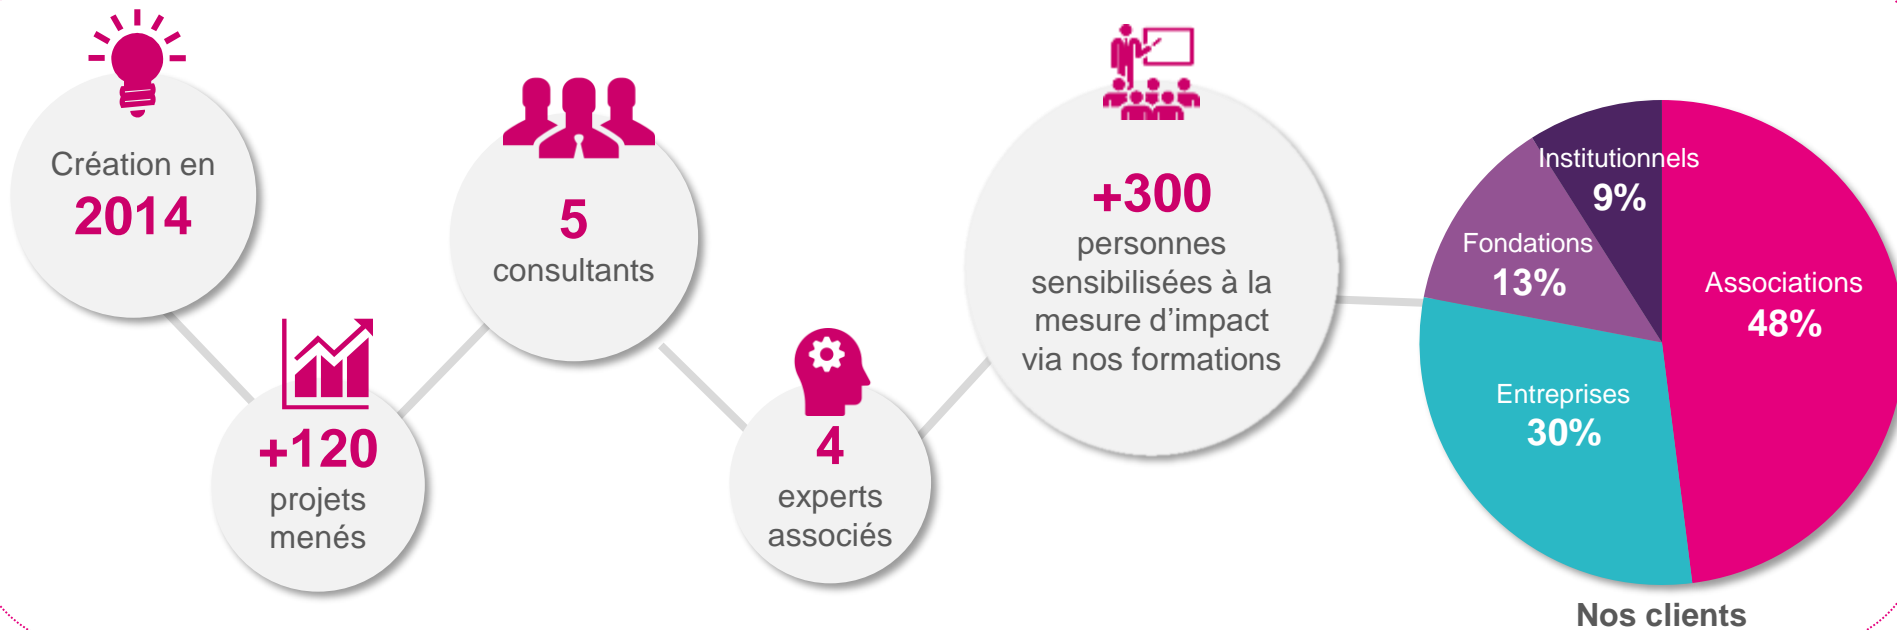 Création en
2014
+120
projets
menés
5
consultants
4
experts
associés
+300
personnes
sensibilisées à la
mesure d’impact
via nos formations
Institutionnels
9%
Fondations
13%
Associations
48%
Entreprises
30%
Nos clients